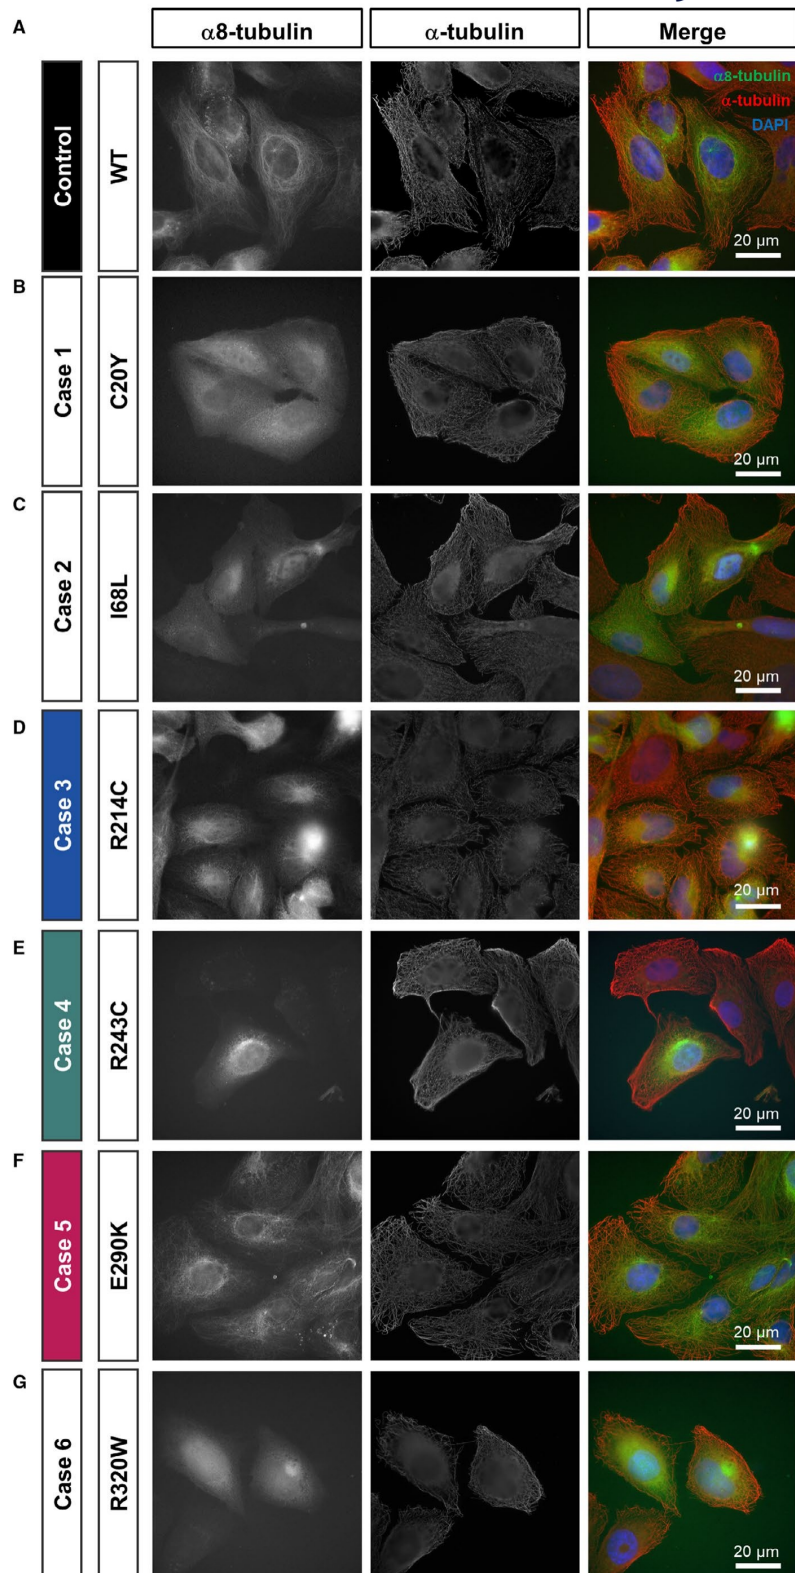 A
α8-tubulin
α-tubulin
Merge
Control
WT
α8-tubulin
α-tubulin
DAPI
20 µm
B
Case 1
C20Y
20 µm
C
Case 2
I68L
20 µm
D
Case 3
R214C
20 µm
E
Case 4
R243C
20 µm
F
Case 5
E290K
20 µm
G
Case 6
R320W
20 µm